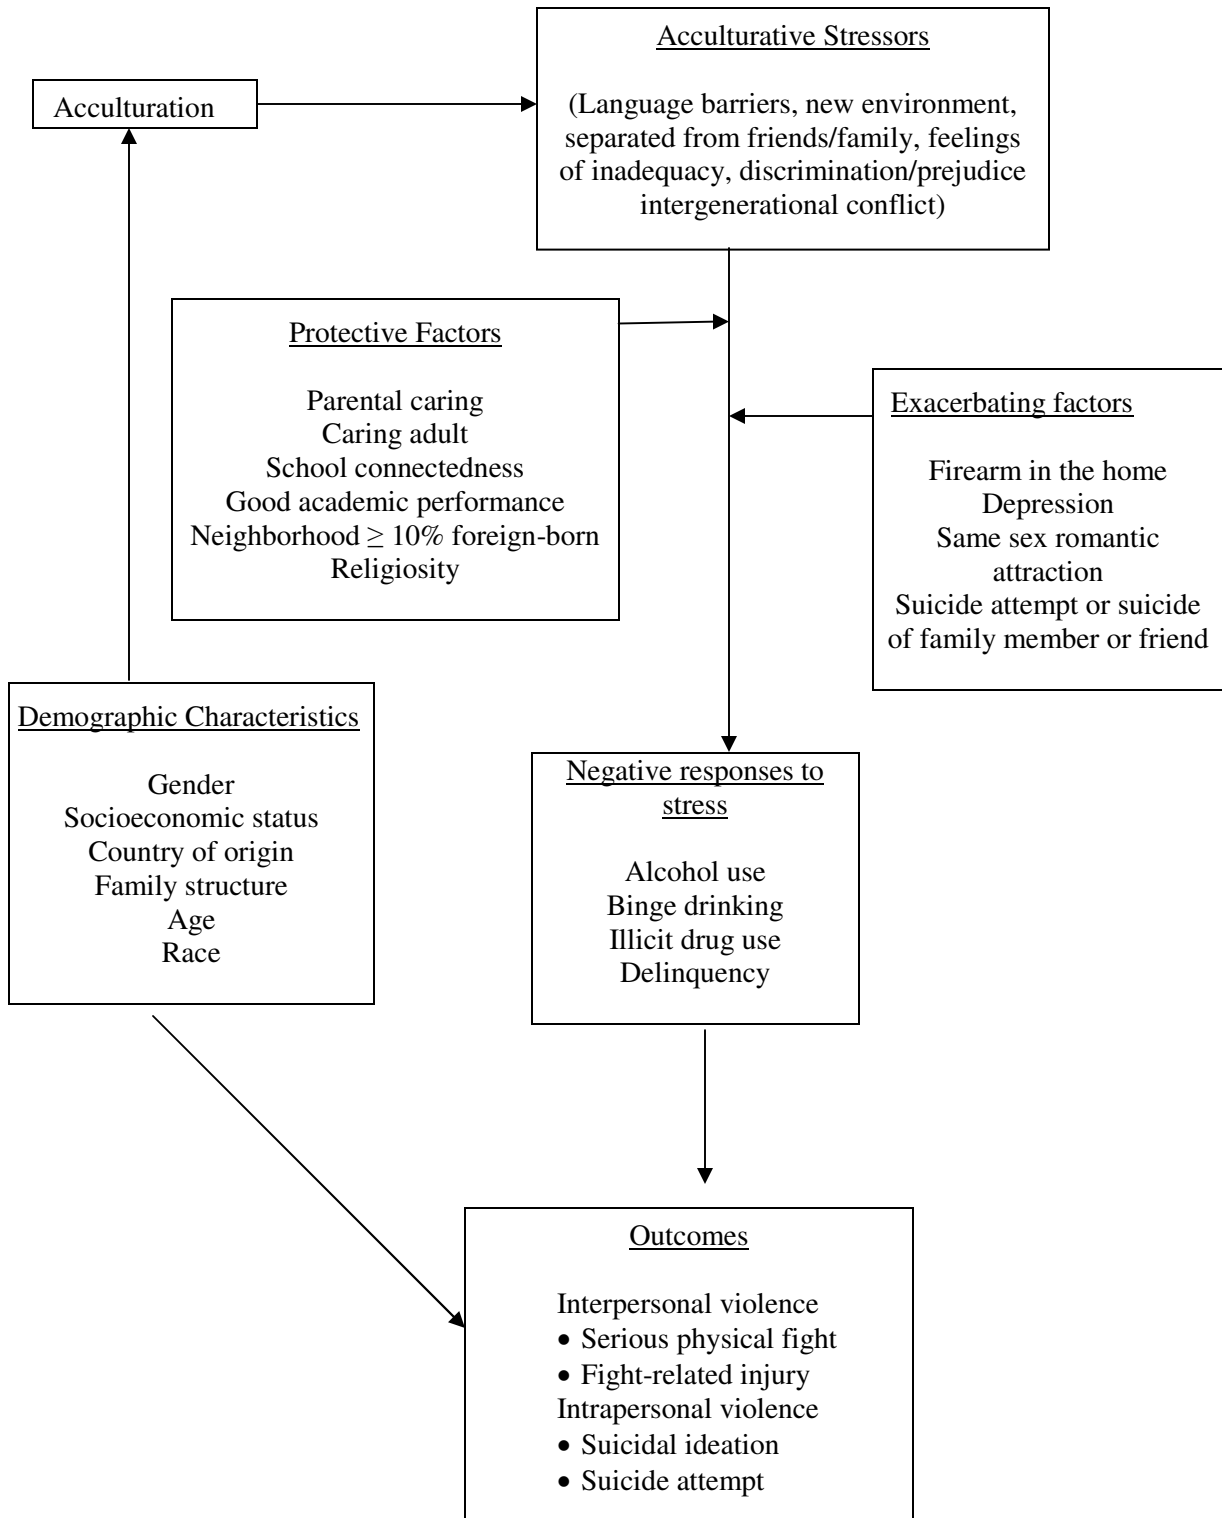 Acculturative Stressors
(Language barriers, new environment,
separated from friends/family, feelings
of inadequacy, discrimination/prejudice
intergenerational conflict)
Acculturation
Protective Factors
Parental caring
Caring adult
School connectedness
Good academic performance
Neighborhood ≥ 10% foreign-born
Religiosity
Exacerbating factors
Firearm in the home
Depression
Same sex romantic
attraction
Suicide attempt or suicide
of family member or friend
Demographic Characteristics
Gender
Socioeconomic status
Country of origin
Family structure
Age
Race
Negative responses to
stress
Alcohol use
Binge drinking
Illicit drug use
Delinquency
Outcomes
Interpersonal violence
• Serious physical fight
• Fight-related injury
Intrapersonal violence
• Suicidal ideation
• Suicide attempt